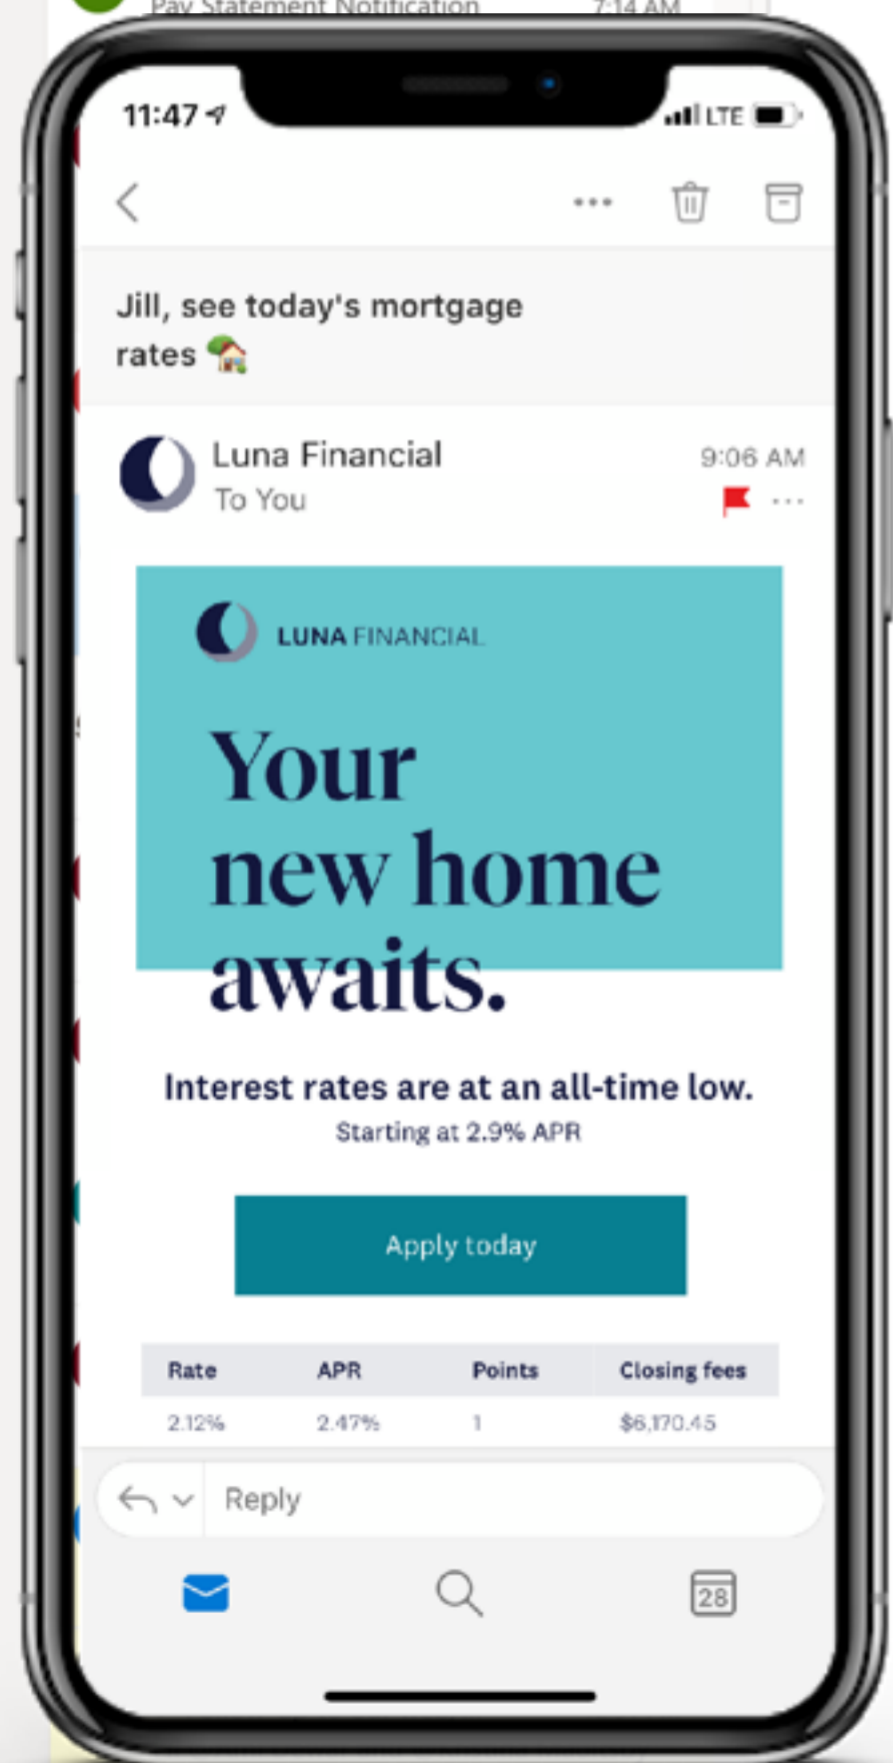 Pay Statement Notification 7:14 AM
11:47 LTE
Jill, see today's mortgage
rates
Luna Financial 9:06 AM
To You
LUNA FINANCIAL
Your
new home
awaits.
Interest rates are at an all-time low.
Starting at 2.9% APR
Apply today
Rate APR Points Closing fees
2.12% 2.47% 1 $6,170.45
Reply
28